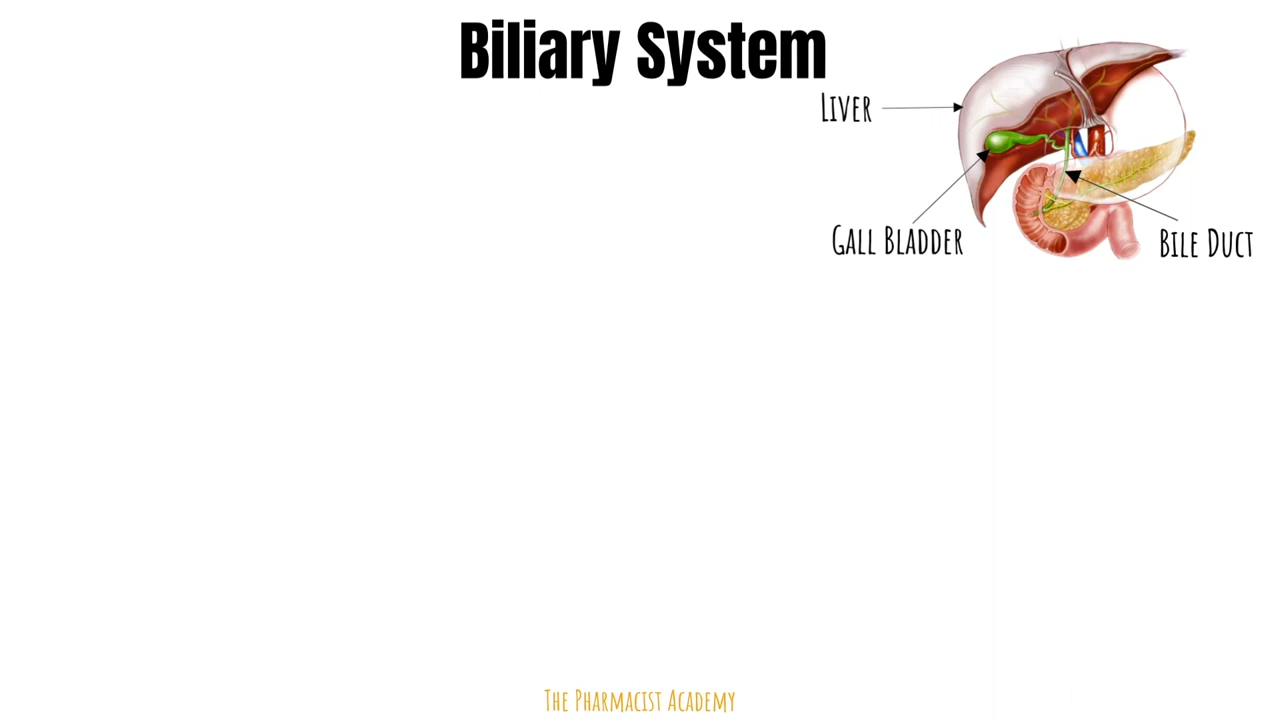 Biliary System
Liver
Gall Bladder
Bile Duct
The Pharmacist Academy